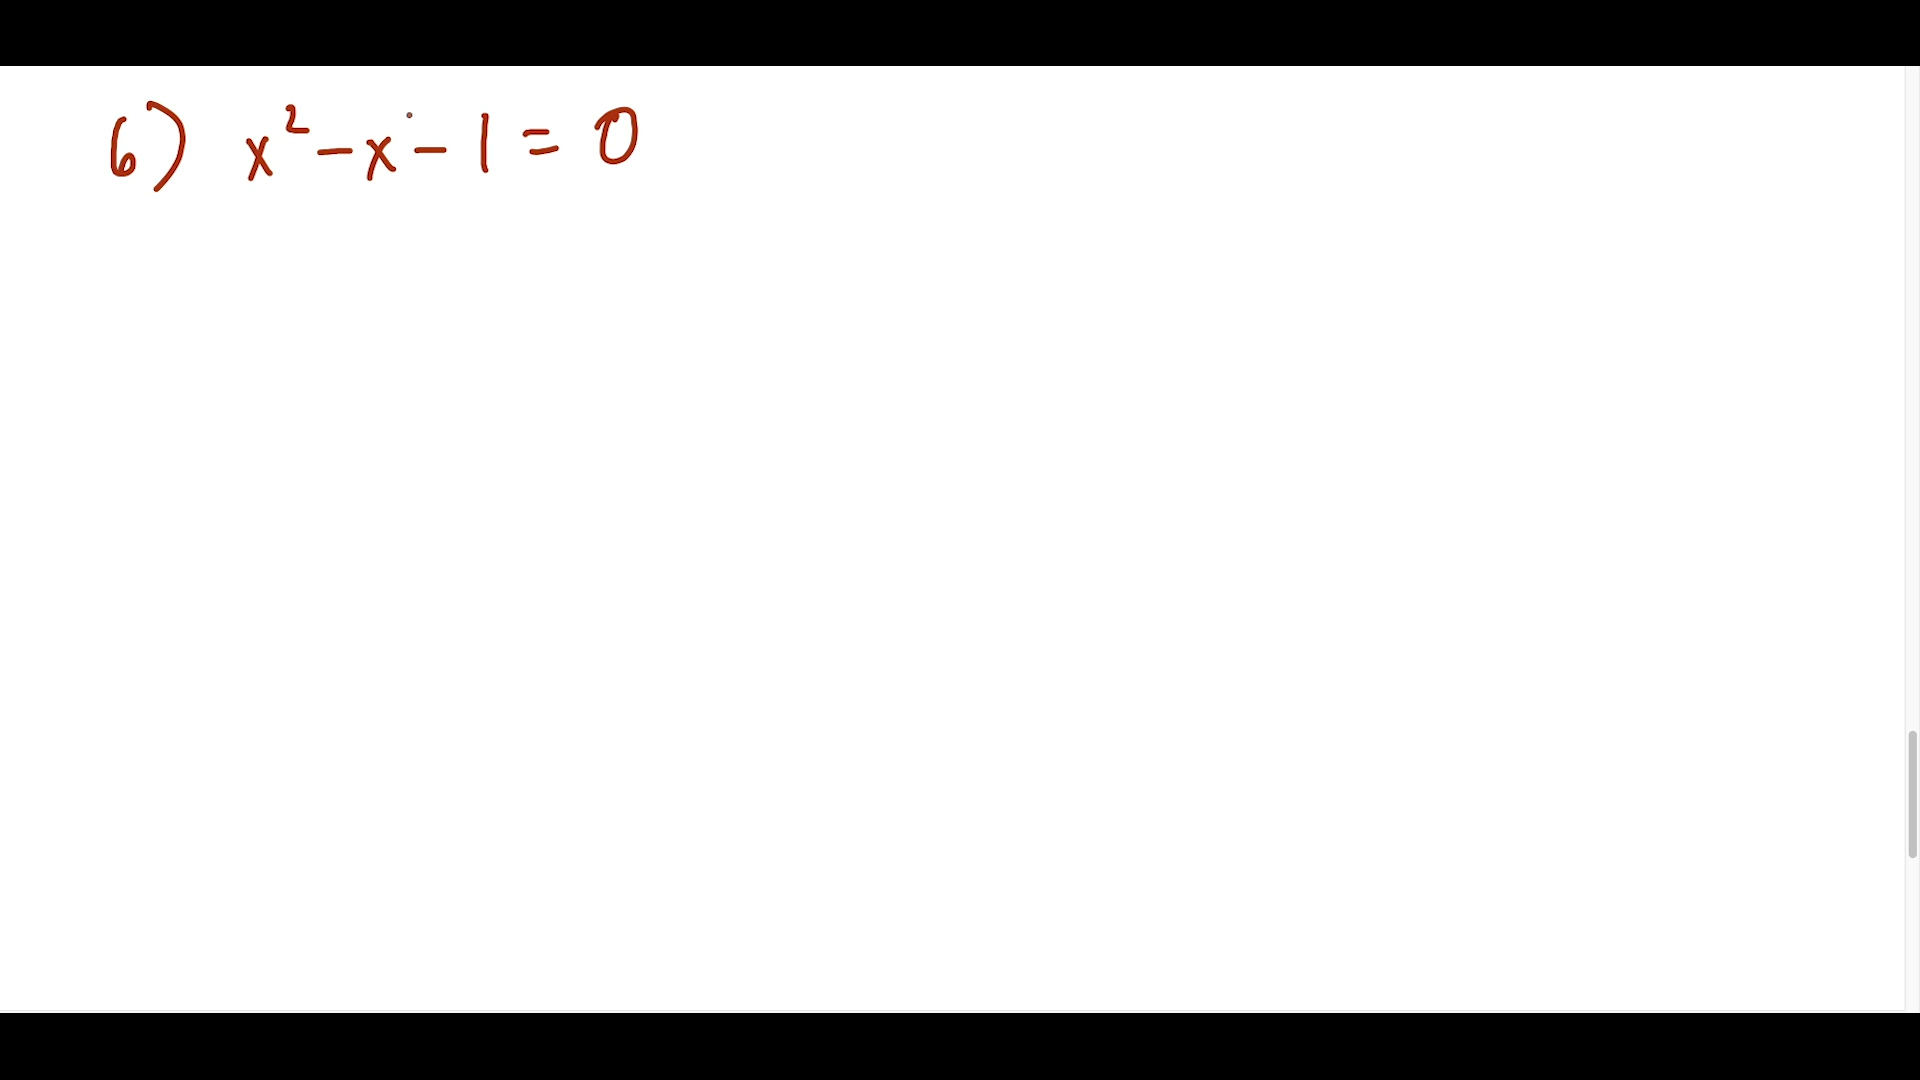 6) x² - x - 1 = 0